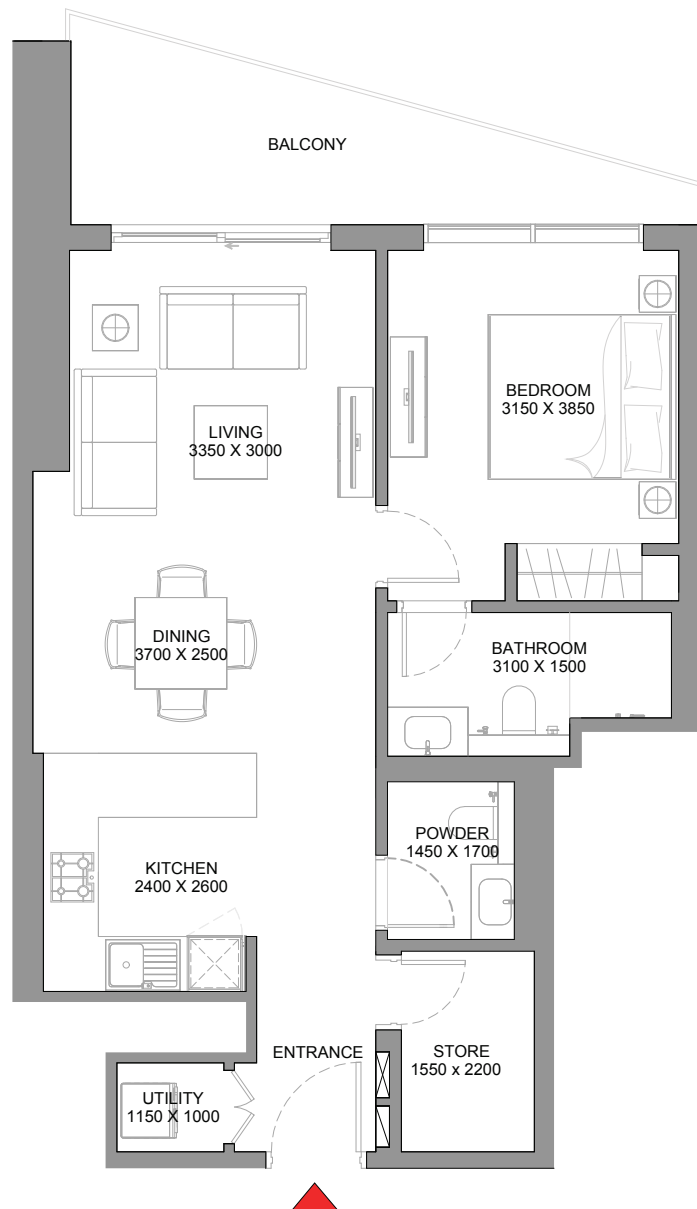 BALCONY
BEDROOM
3150 X 3850
LIVING
3350 X 3000
DINING
3700 X 2500
BATHROOM
3100 X 1500
POWDER
1450 X 1700
KITCHEN
2400 X 2600
ENTRANCE
STORE
1550 x 2200
UTILITY
1150 X 1000